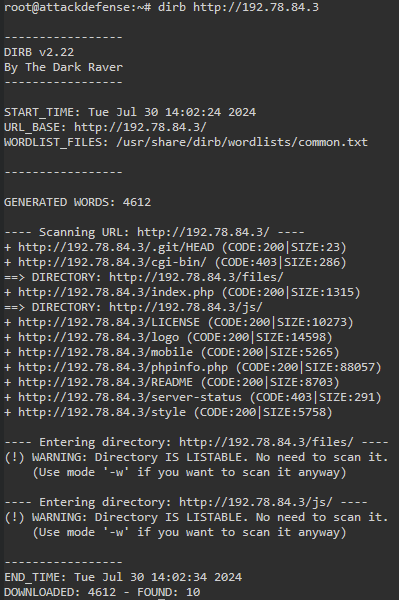 root@attackdefense:~# dirb http://192.78.84.3
-----------------
DIRB v2.22
By The Dark Raver
-----------------
START_TIME: Tue Jul 30 14:02:24 2024
URL_BASE: http://192.78.84.3/
WORDLIST_FILES: /usr/share/dirb/wordlists/common.txt
-----------------
GENERATED WORDS: 4612
---- Scanning URL: http://192.78.84.3/ ----
+ http://192.78.84.3/.git/HEAD (CODE:200|SIZE:23)
+ http://192.78.84.3/cgi-bin/ (CODE:403|SIZE:286)
==> DIRECTORY: http://192.78.84.3/files/
+ http://192.78.84.3/index.php (CODE:200|SIZE:1315)
==> DIRECTORY: http://192.78.84.3/js/
+ http://192.78.84.3/LICENSE (CODE:200|SIZE:10273)
+ http://192.78.84.3/logo (CODE:200|SIZE:14598)
+ http://192.78.84.3/mobile (CODE:200|SIZE:5265)
+ http://192.78.84.3/phpinfo.php (CODE:200|SIZE:88057)
+ http://192.78.84.3/README (CODE:200|SIZE:8703)
+ http://192.78.84.3/server-status (CODE:403|SIZE:291)
+ http://192.78.84.3/style (CODE:200|SIZE:5758)
---- Entering directory: http://192.78.84.3/files/ ----
(!) WARNING: Directory IS LISTABLE. No need to scan it.
(Use mode '-w' if you want to scan it anyway)
---- Entering directory: http://192.78.84.3/js/ ----
(!) WARNING: Directory IS LISTABLE. No need to scan it.
(Use mode '-w' if you want to scan it anyway)
-----------------
END_TIME: Tue Jul 30 14:02:34 2024
DOWNLOADED: 4612 - FOUND: 10